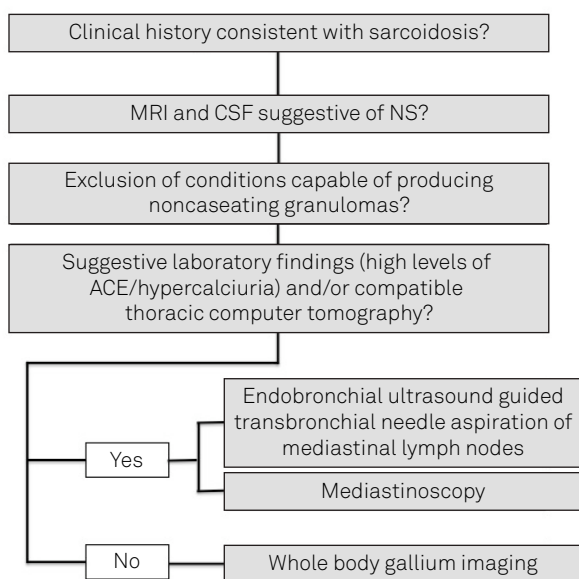 Clinical history consistent with sarcoidosis?
MRI and CSF suggestive of NS?
Exclusion of conditions capable of producing
noncaseating granulomas?
Suggestive laboratory findings (high levels of
ACE/hypercalciuria) and/or compatible
thoracic computer tomography?
Endobronchial ultrasound guided
transbronchial needle aspiration of
mediastinal lymph nodes
Yes
Mediastinoscopy
No
Whole body gallium imaging